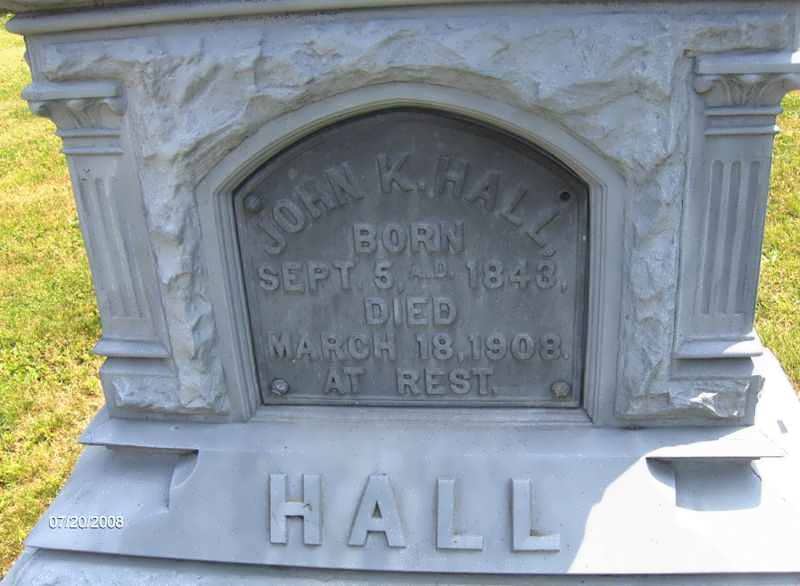 JOHN K. HALL,
BORN
SEPT. 5, A.D. 1843,
DIED
MARCH 18, 1908.
AT REST.
HALL
07/20/2008